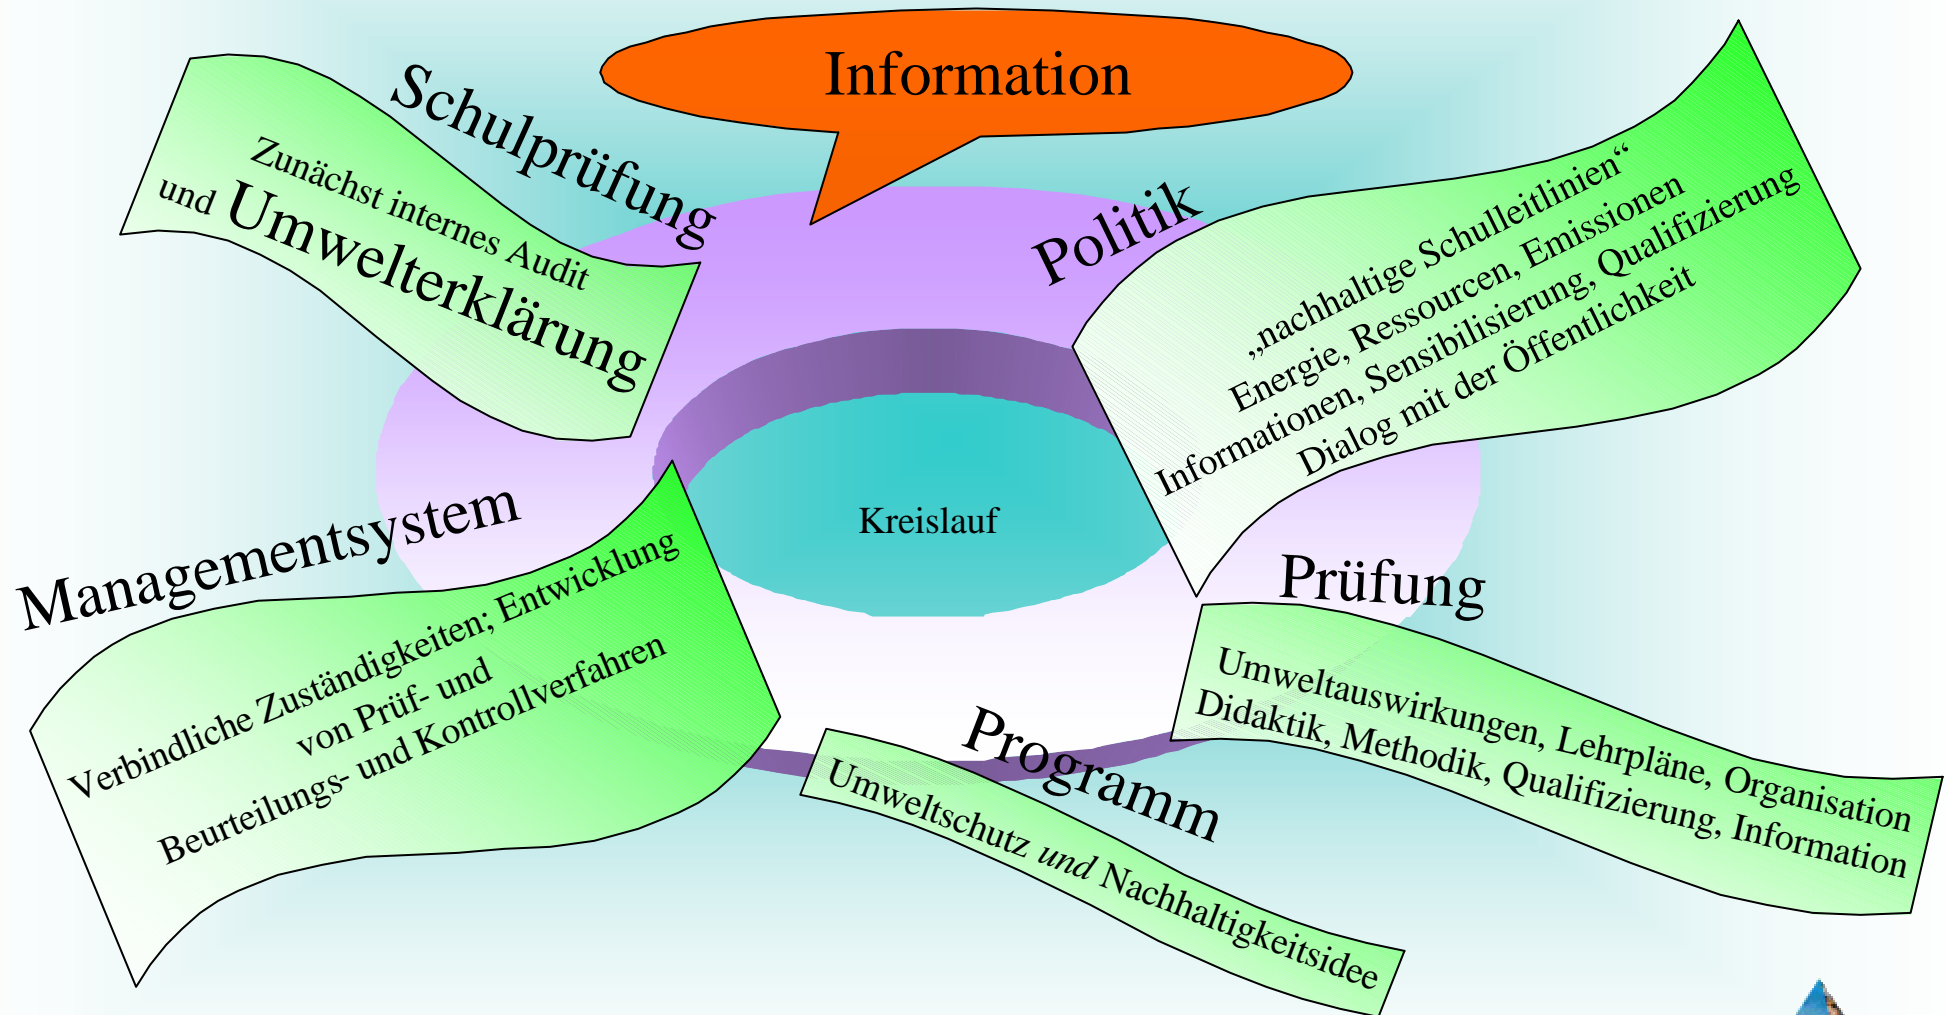 Information
Schulprüfung
Zunächst internes Audit
und Umwelterklärung
Politik
„nachhaltige Schulleitlinien“
Energie, Ressourcen, Emissionen
Informationen, Sensibilisierung, Qualifizierung
Dialog mit der Öffentlichkeit
Kreislauf
Managementsystem
Verbindliche Zuständigkeiten; Entwicklung
von Prüf- und
Beurteilungs- und Kontrollverfahren
Prüfung
Umweltauswirkungen, Lehrpläne, Organisation
Didaktik, Methodik, Qualifizierung, Information
Programm
Umweltschutz und Nachhaltigkeitsidee